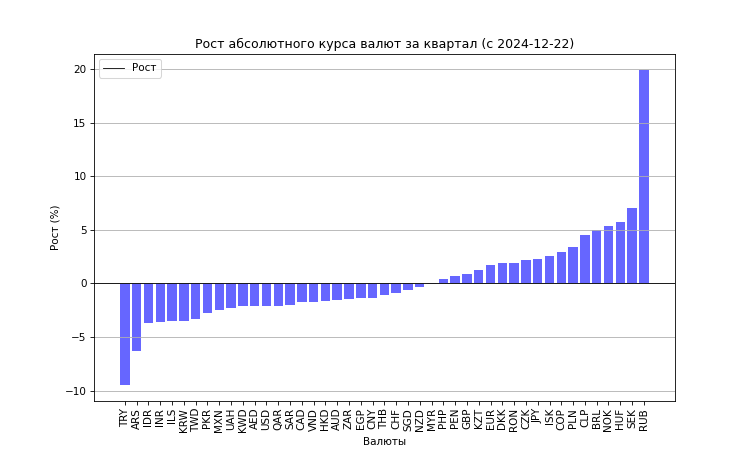 Рост абсолютного курса валют за квартал (с 2024-12-22)
Рост
20
15
10
5
0
−5
−10
Рост (%)
TRY
ARS
IDR
INR
ILS
KRW
TWD
PKR
MXN
UAH
KWD
AED
USD
QAR
SAR
CAD
VND
HKD
AUD
ZAR
EGP
CNY
THB
CHF
SGD
NZD
MYR
PHP
PEN
GBP
KZT
EUR
DKK
RON
CZK
JPY
ISK
COP
PLN
CLP
BRL
NOK
HUF
SEK
RUB
Валюты